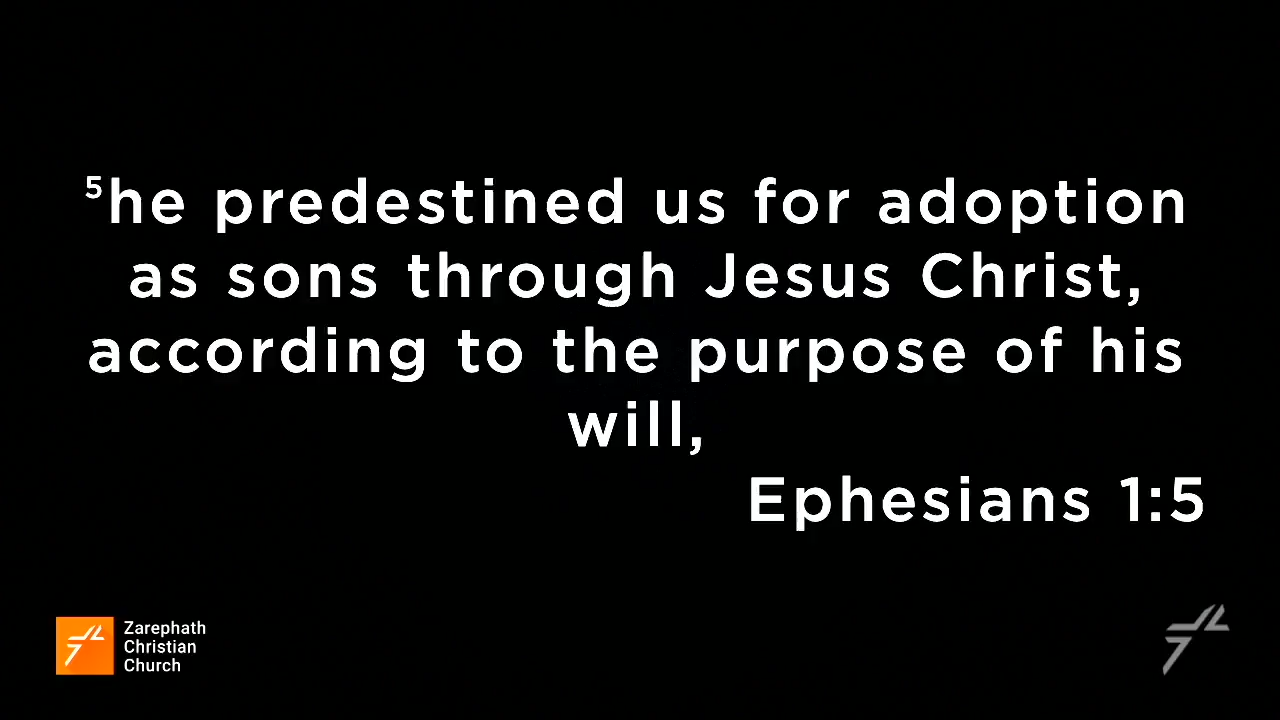 ⁵he predestined us for adoption
as sons through Jesus Christ,
according to the purpose of his
will,
Ephesians 1:5
Zarephath
Christian
Church